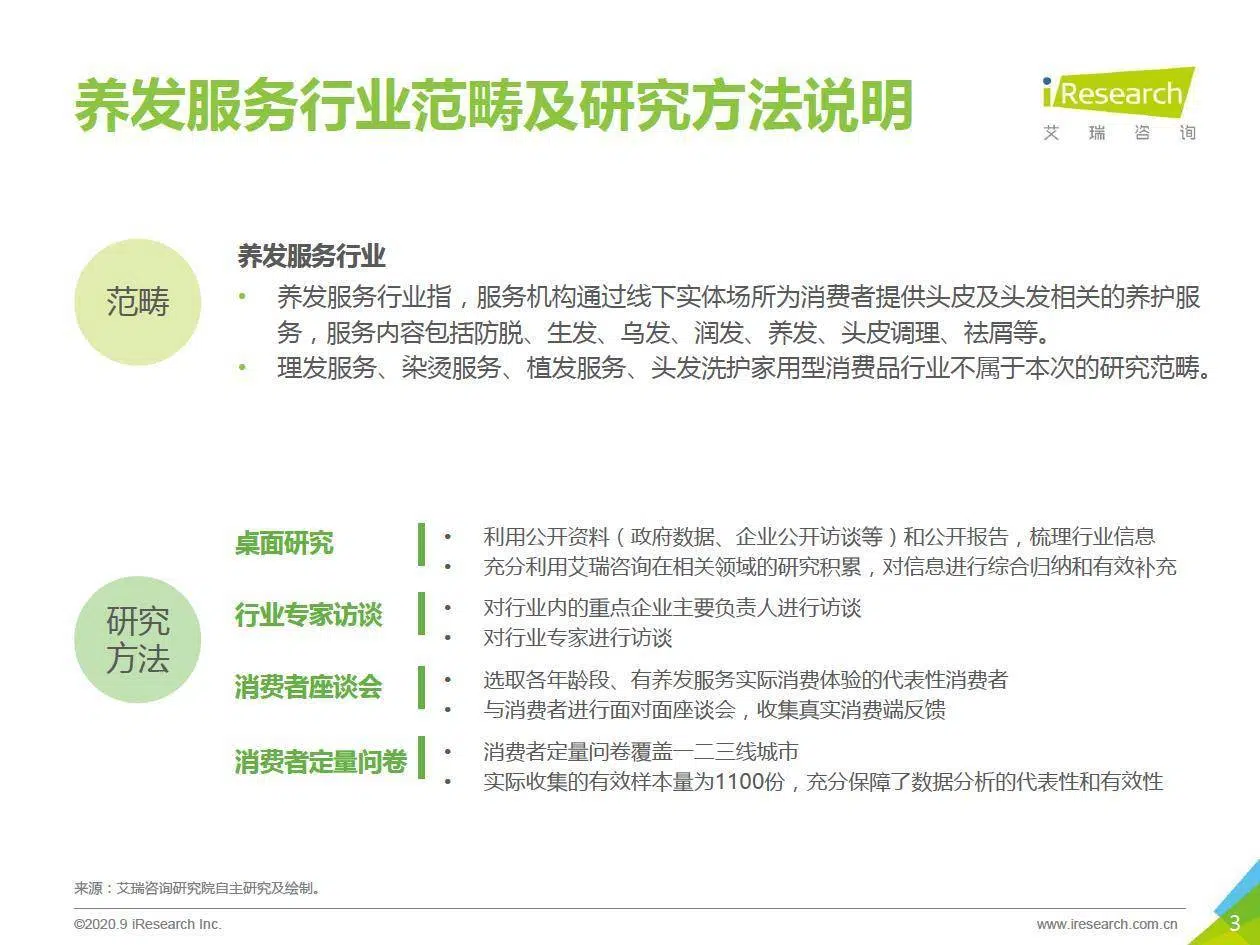 养发服务行业范畴及研究方法说明
iResearch
艾瑞咨询
范畴
养发服务行业
• 养发服务行业指，服务机构通过线下实体场所为消费者提供头皮及头发相关的养护服
务，服务内容包括防脱、生发、乌发、润发、养发、头皮调理、祛屑等。
• 理发服务、染烫服务、植发服务、头发洗护家用型消费品行业不属于本次的研究范畴。
研究
方法
桌面研究
• 利用公开资料（政府数据、企业公开访谈等）和公开报告，梳理行业信息
• 充分利用艾瑞咨询在相关领域的研究积累，对信息进行综合归纳和有效补充
行业专家访谈
• 对行业内的重点企业主要负责人进行访谈
• 对行业专家进行访谈
消费者座谈会
• 选取各年龄段、有养发服务实际消费体验的代表性消费者
• 与消费者进行面对面座谈会，收集真实消费端反馈
消费者定量问卷
• 消费者定量问卷覆盖一二三线城市
• 实际收集的有效样本量为1100份，充分保障了数据分析的代表性和有效性
来源：艾瑞咨询研究院自主研究及绘制。
©2020.9 iResearch Inc.
www.iresearch.com.cn
3